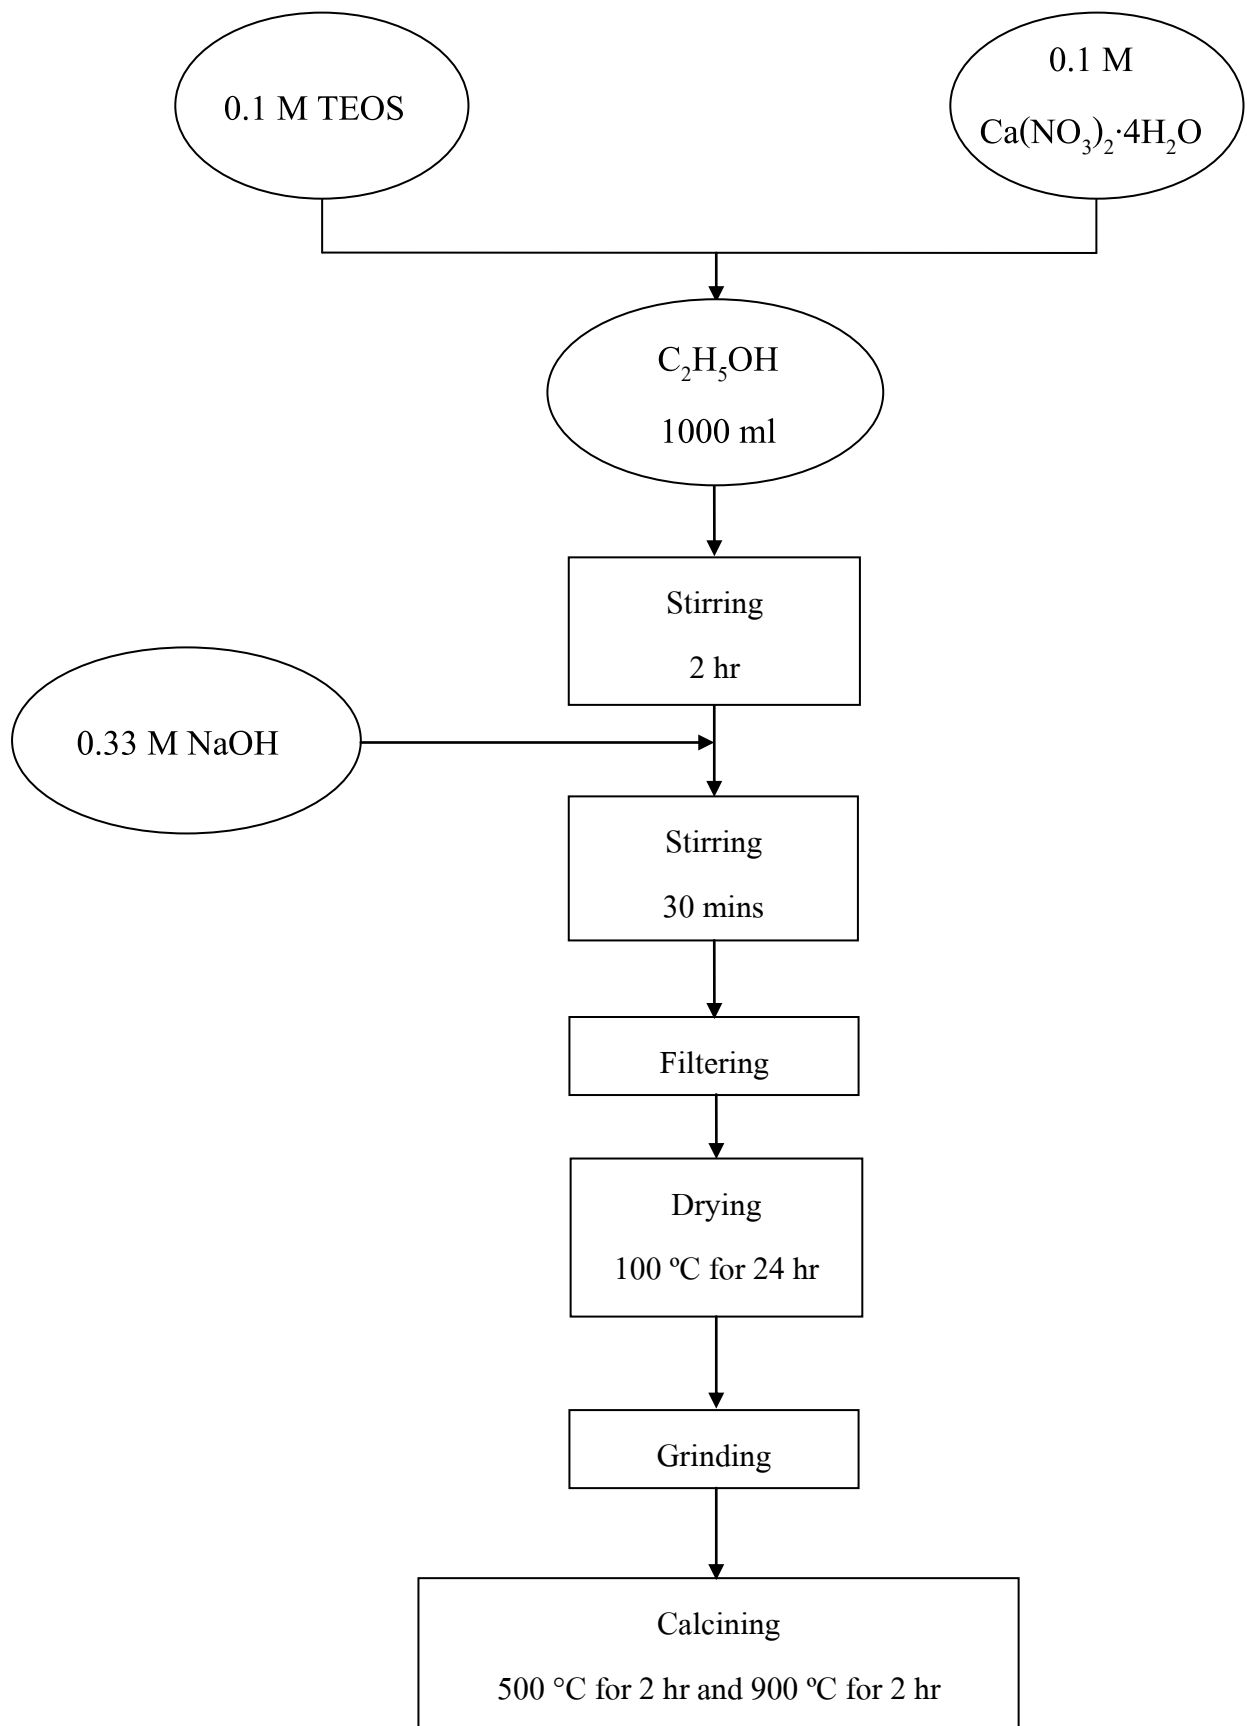 0.1 M TEOS
0.1 M
Ca(NO₃)₂·4H₂O
C₂H₅OH
1000 ml
Stirring
2 hr
0.33 M NaOH
Stirring
30 mins
Filtering
Drying
100 ºC for 24 hr
Grinding
Calcining
500 °C for 2 hr and 900 ºC for 2 hr